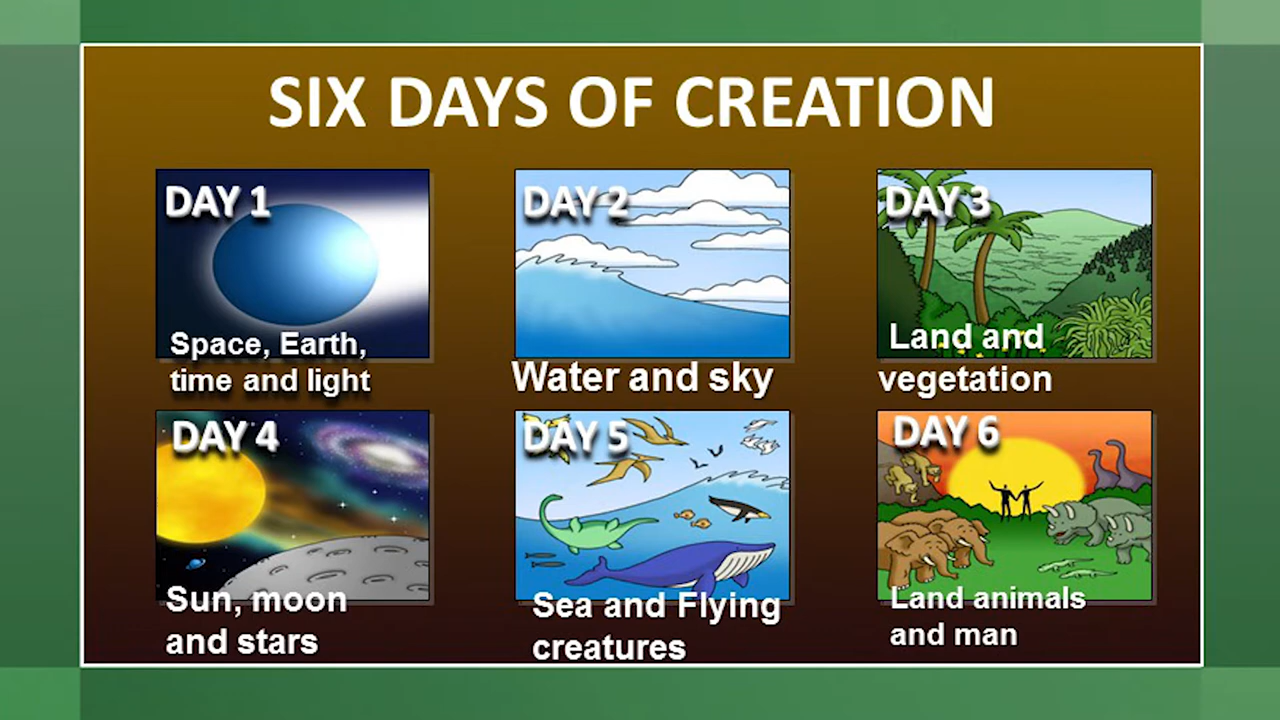 SIX DAYS OF CREATION
DAY 1
Space, Earth,
time and light
DAY 2
Water and sky
DAY 3
Land and
vegetation
DAY 4
Sun, moon
and stars
DAY 5
Sea and Flying
creatures
DAY 6
Land animals
and man